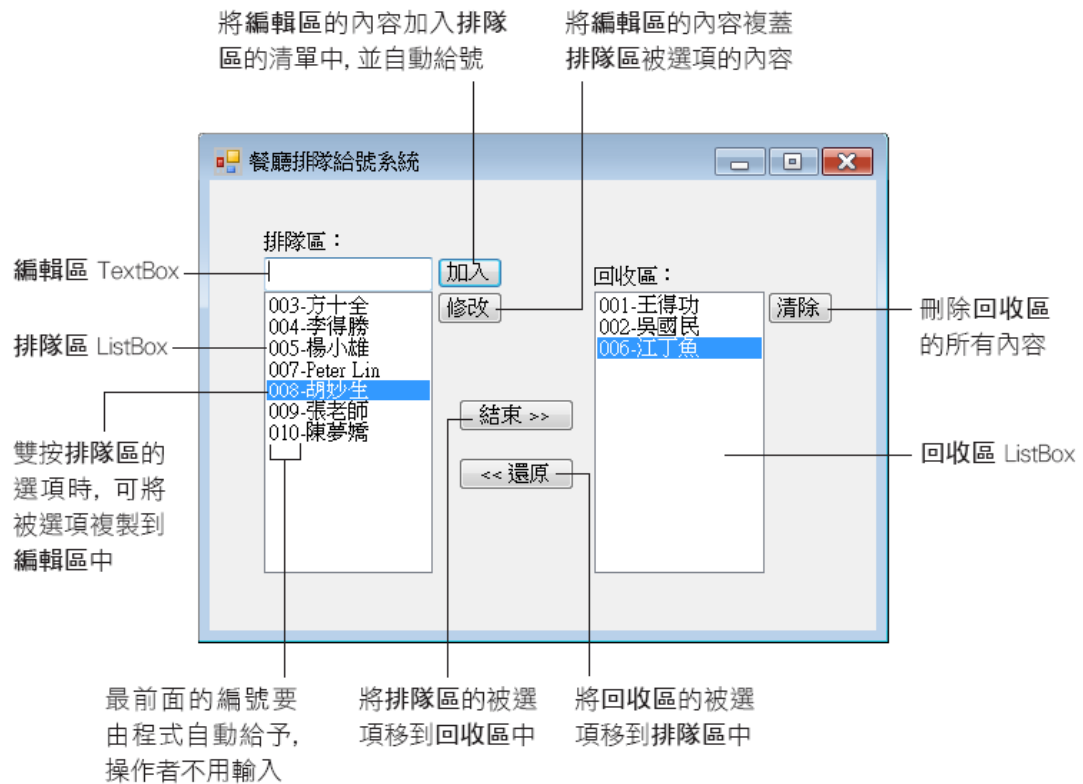 將編輯區的內容加入排隊
區的清單中, 並自動給號
將編輯區的內容複蓋
排隊區被選項的內容
餐廳排隊給號系統
排隊區：
編輯區 TextBox
加入
回收區：
修改
清除
刪除回收區
的所有內容
003-方十全
004-李得勝
005-楊小雄
007-Peter Lin
008-胡妙生
009-張老師
010-陳夢嬌
001-王得功
002-吳國民
006-江丁魚
排隊區 ListBox
結束 >>
<< 還原
回收區 ListBox
雙按排隊區的
選項時, 可將
被選項複製到
編輯區中
最前面的編號要
由程式自動給予,
操作者不用輸入
將排隊區的被選
項移到回收區中
將回收區的被選
項移到排隊區中